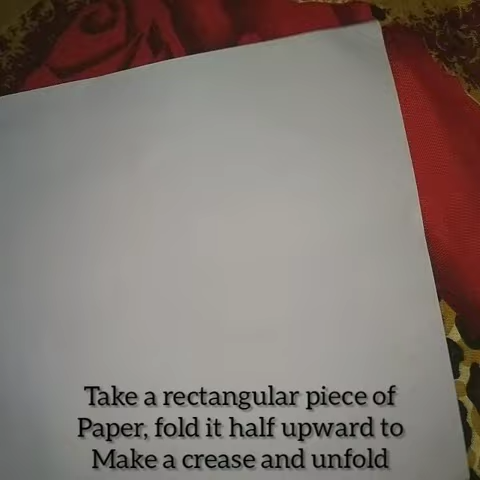 Take a rectangular piece of
Paper, fold it half upward to
Make a crease and unfold